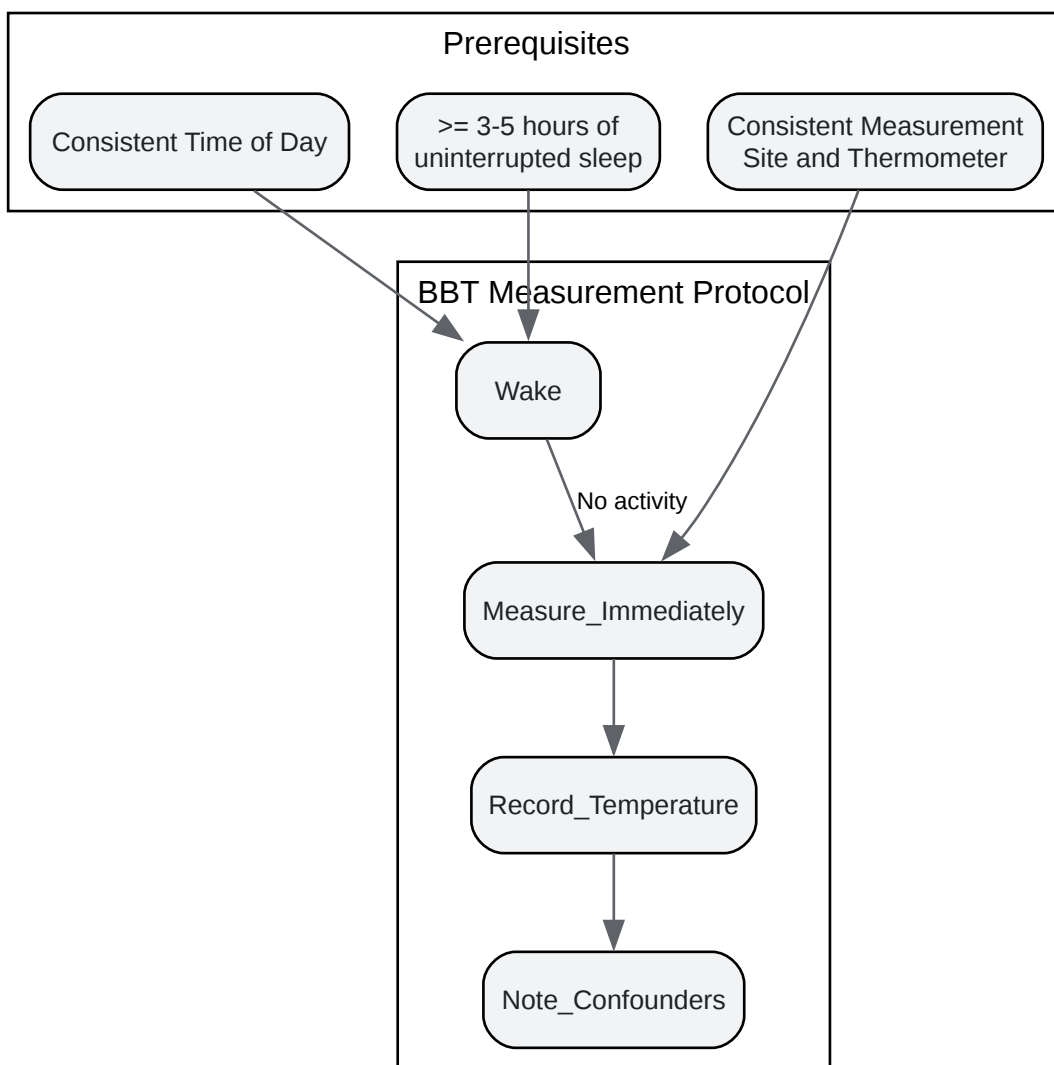 Prerequisites
Consistent Time of Day
>= 3-5 hours of
uninterrupted sleep
Consistent Measurement
Site and Thermometer
BBT Measurement Protocol
Wake
No activity
Measure_Immediately
Record_Temperature
Note_Confounders